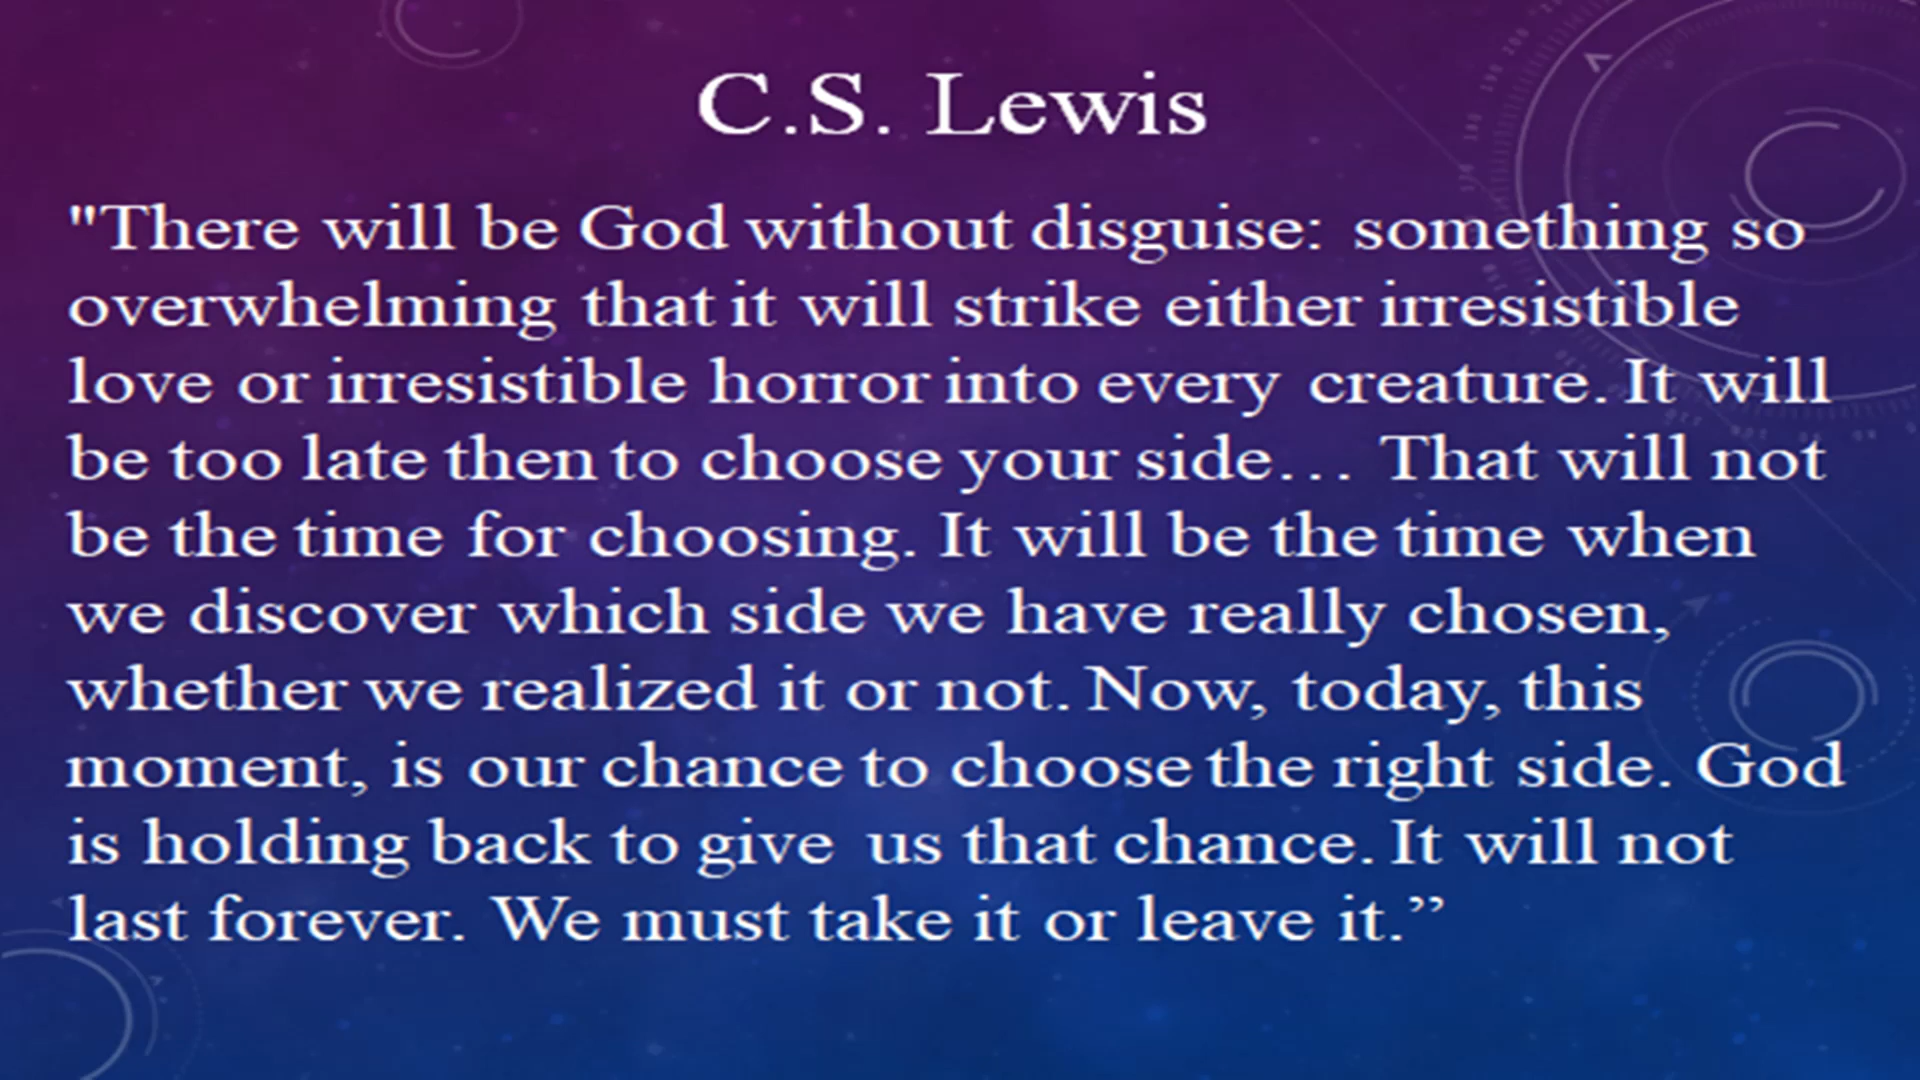 C.S. Lewis
"There will be God without disguise: something so
overwhelming that it will strike either irresistible
love or irresistible horror into every creature. It will
be too late then to choose your side… That will not
be the time for choosing. It will be the time when
we discover which side we have really chosen,
whether we realized it or not. Now, today, this
moment, is our chance to choose the right side. God
is holding back to give us that chance. It will not
last forever. We must take it or leave it.”